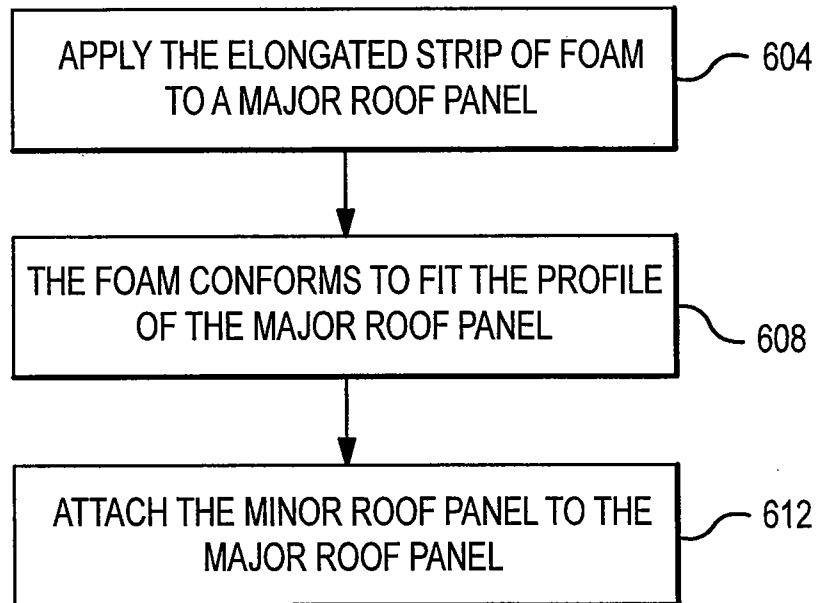 APPLY THE ELONGATED STRIP OF FOAM
TO A MAJOR ROOF PANEL
604
THE FOAM CONFORMS TO FIT THE PROFILE
OF THE MAJOR ROOF PANEL
608
ATTACH THE MINOR ROOF PANEL TO THE
MAJOR ROOF PANEL
612